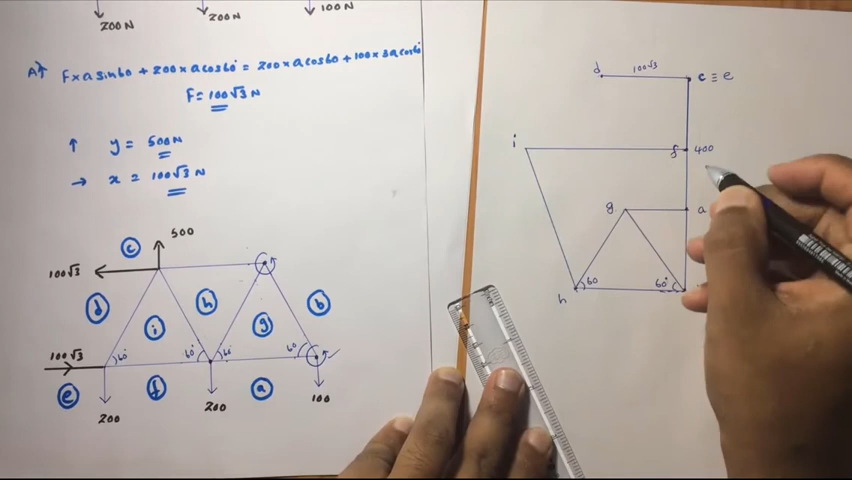 200 N
200 N
100 N
A↑ F×a sin60 + 200×a cos60° = 200×a cos60 + 100×3a cos60
F = 100√3 N
↑ y = 500N
→ x = 100√3 N
500
c
100√3
d
h
b
i
g
60°
60°
60°
60°
100√3
e
f
a
200
200
100
d
100√3
c ≡ e
i
f
400
g
a
h
60
60°